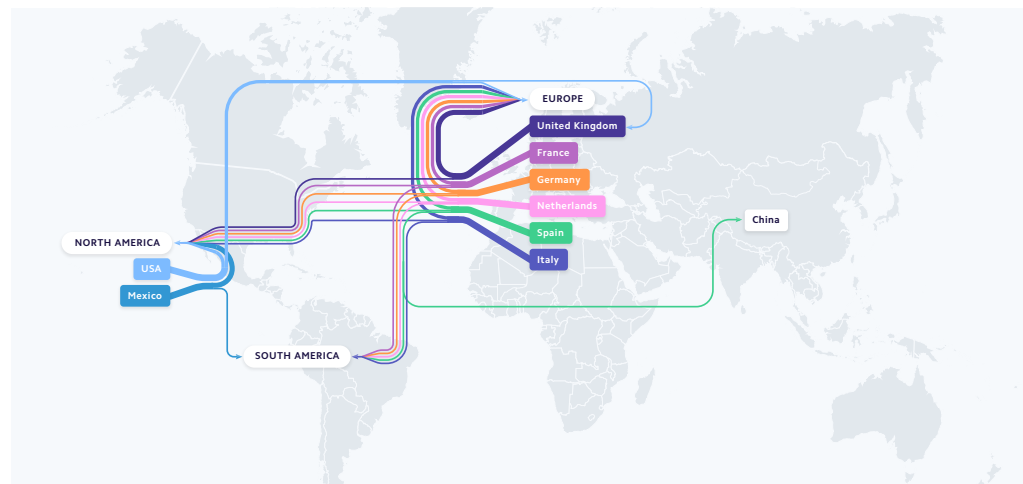 EUROPE
United Kingdom
France
Germany
Netherlands
Spain
Italy
China
NORTH AMERICA
USA
Mexico
SOUTH AMERICA